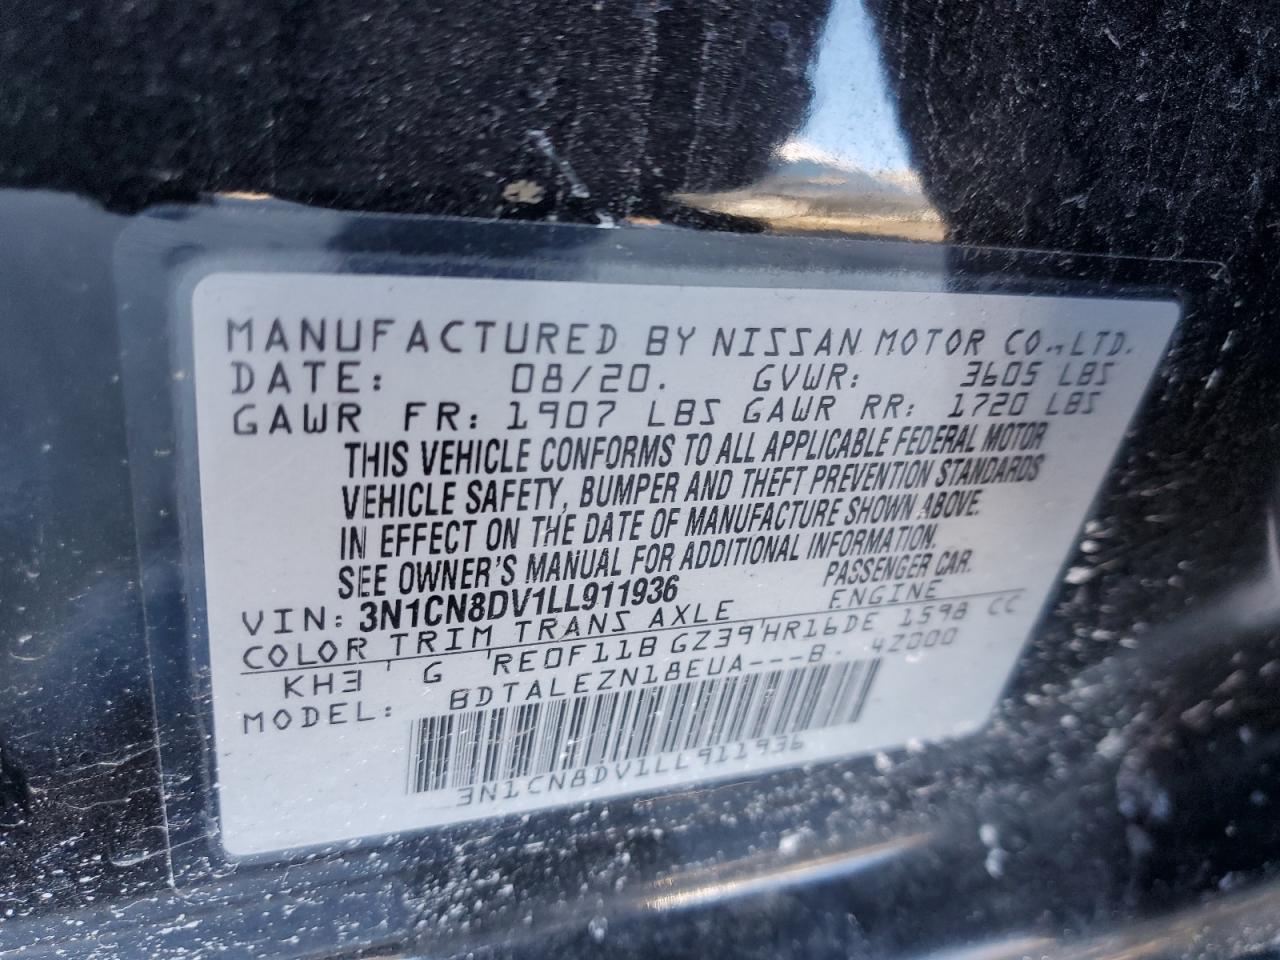 MANUFACTURED BY NISSAN MOTOR CO.,LTD.
DATE: 08/20. GVWR: 3605 LBS
GAWR FR: 1907 LBS GAWR RR: 1720 LBS
THIS VEHICLE CONFORMS TO ALL APPLICABLE FEDERAL MOTOR
VEHICLE SAFETY, BUMPER AND THEFT PREVENTION STANDARDS
IN EFFECT ON THE DATE OF MANUFACTURE SHOWN ABOVE.
SEE OWNER'S MANUAL FOR ADDITIONAL INFORMATION.
VIN: 3N1CN8DV1LL911936 PASSENGER CAR.
COLOR TRIM TRANS AXLE ENGINE
KH3 G RE0F11B GZ39 HR16DE 1598 CC
MODEL: BDTALEZN18EUA---B. 4Z000
3N1CN8DV1LL911936